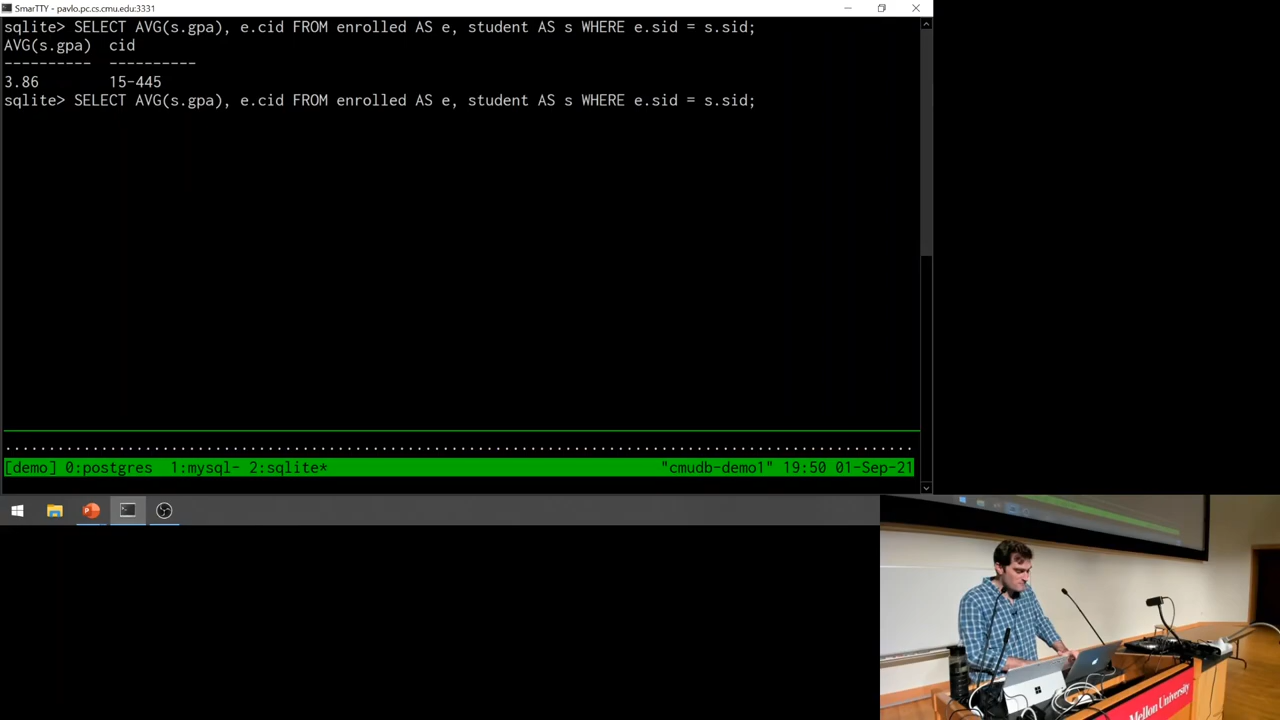 SmarTTY - pavlo.pc.cs.cmu.edu:3331
sqlite> SELECT AVG(s.gpa), e.cid FROM enrolled AS e, student AS s WHERE e.sid = s.sid;
AVG(s.gpa)  cid
----------  ----------
3.86        15-445
sqlite> SELECT AVG(s.gpa), e.cid FROM enrolled AS e, student AS s WHERE e.sid = s.sid;
[demo] 0:postgres  1:mysql- 2:sqlite*    "cmudb-demo1" 19:50 01-Sep-21
Mellon University